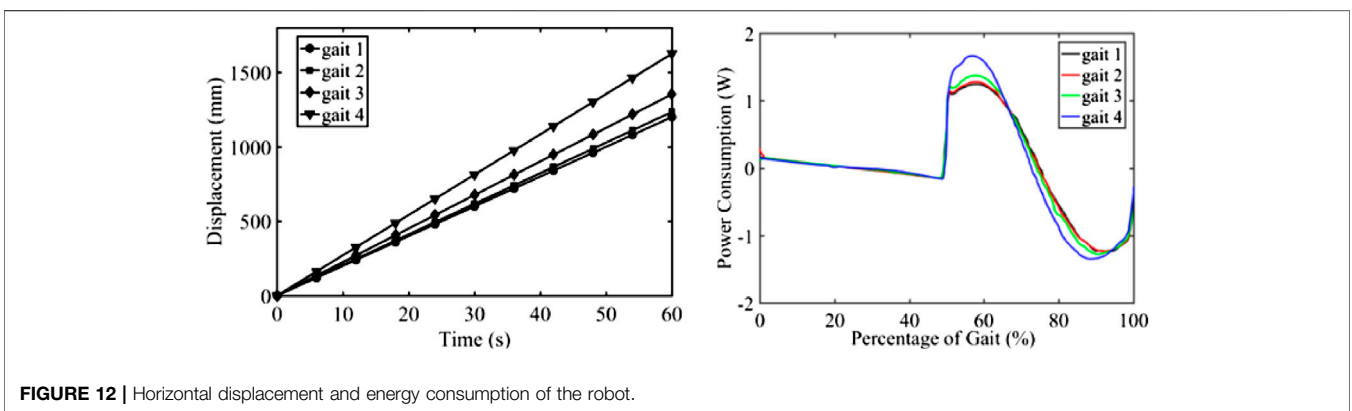 gait 1
gait 2
gait 3
gait 4
1500
1000
500
0
Displacement (mm)
0 10 20 30 40 50 60
Time (s)
2
1
0
-1
-2
Power Consumption (W)
gait 1
gait 2
gait 3
gait 4
0 20 40 60 80 100
Percentage of Gait (%)
FIGURE 12 | Horizontal displacement and energy consumption of the robot.